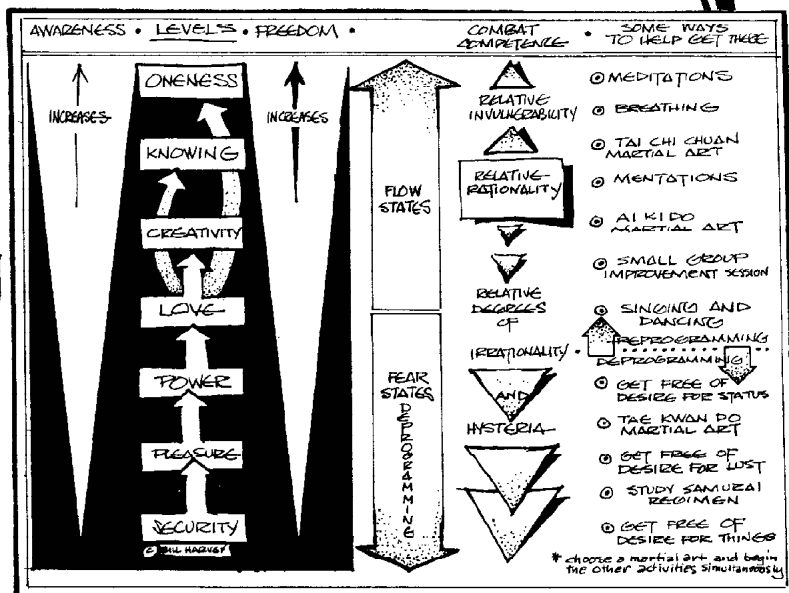 AWARENESS • LEVELS • FREEDOM •
COMBAT COMPETENCE •
SOME WAYS
TO HELP GET THERE
INCREASES
ONENESS
KNOWING
CREATIVITY
LOVE
POWER
PLEASURE
SECURITY
© BILL HARVEY
INCREASES
FLOW
STATES
FEAR
STATES
DEPROGRAMMING
RELATIVE
INVULNERABILITY
RELATIVE-
RATIONALITY
RELATIVE
DEGREES
OF
IRRATIONALITY •
AND
HYSTERIA
MEDITATIONS
BREATHING
TAI CHI CHUAN
MARTIAL ART
MENTATIONS
AI KI DO
MARTIAL ART
SMALL GROUP
IMPROVEMENT SESSION
SINGING AND
DANCING
REPROGRAMMING
DEPROGRAMMING
GET FREE OF
DESIRE FOR STATUS
TAE KWAN DO
MARTIAL ART
GET FREE OF
DESIRE FOR LUST
STUDY SAMURAI
REGIMEN
GET FREE OF
DESIRE FOR THINGS
* choose a martial art and begin
the other activities simultaneously